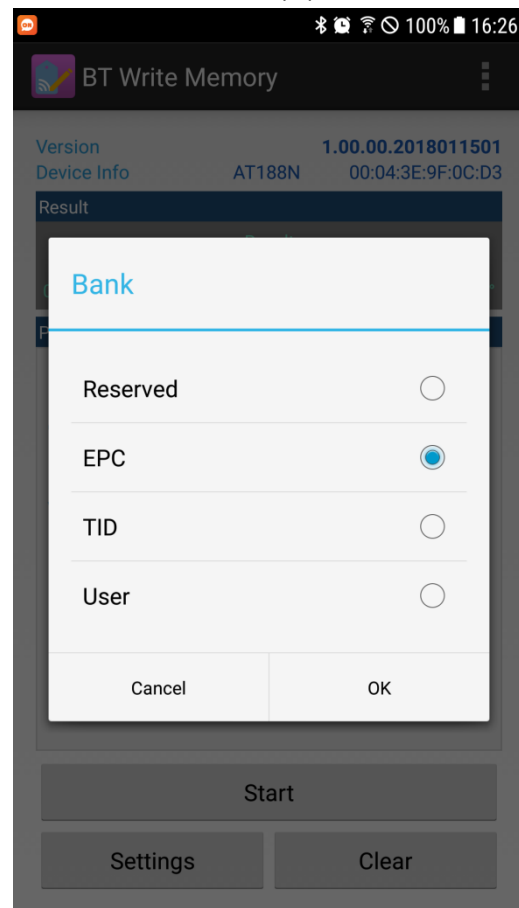 100% 16:26
BT Write Memory
Version 1.00.00.2018011501
Device Info AT188N 00:04:3E:9F:0C:D3
Result
Bank
Reserved
EPC
TID
User
Cancel OK
Start
Settings Clear